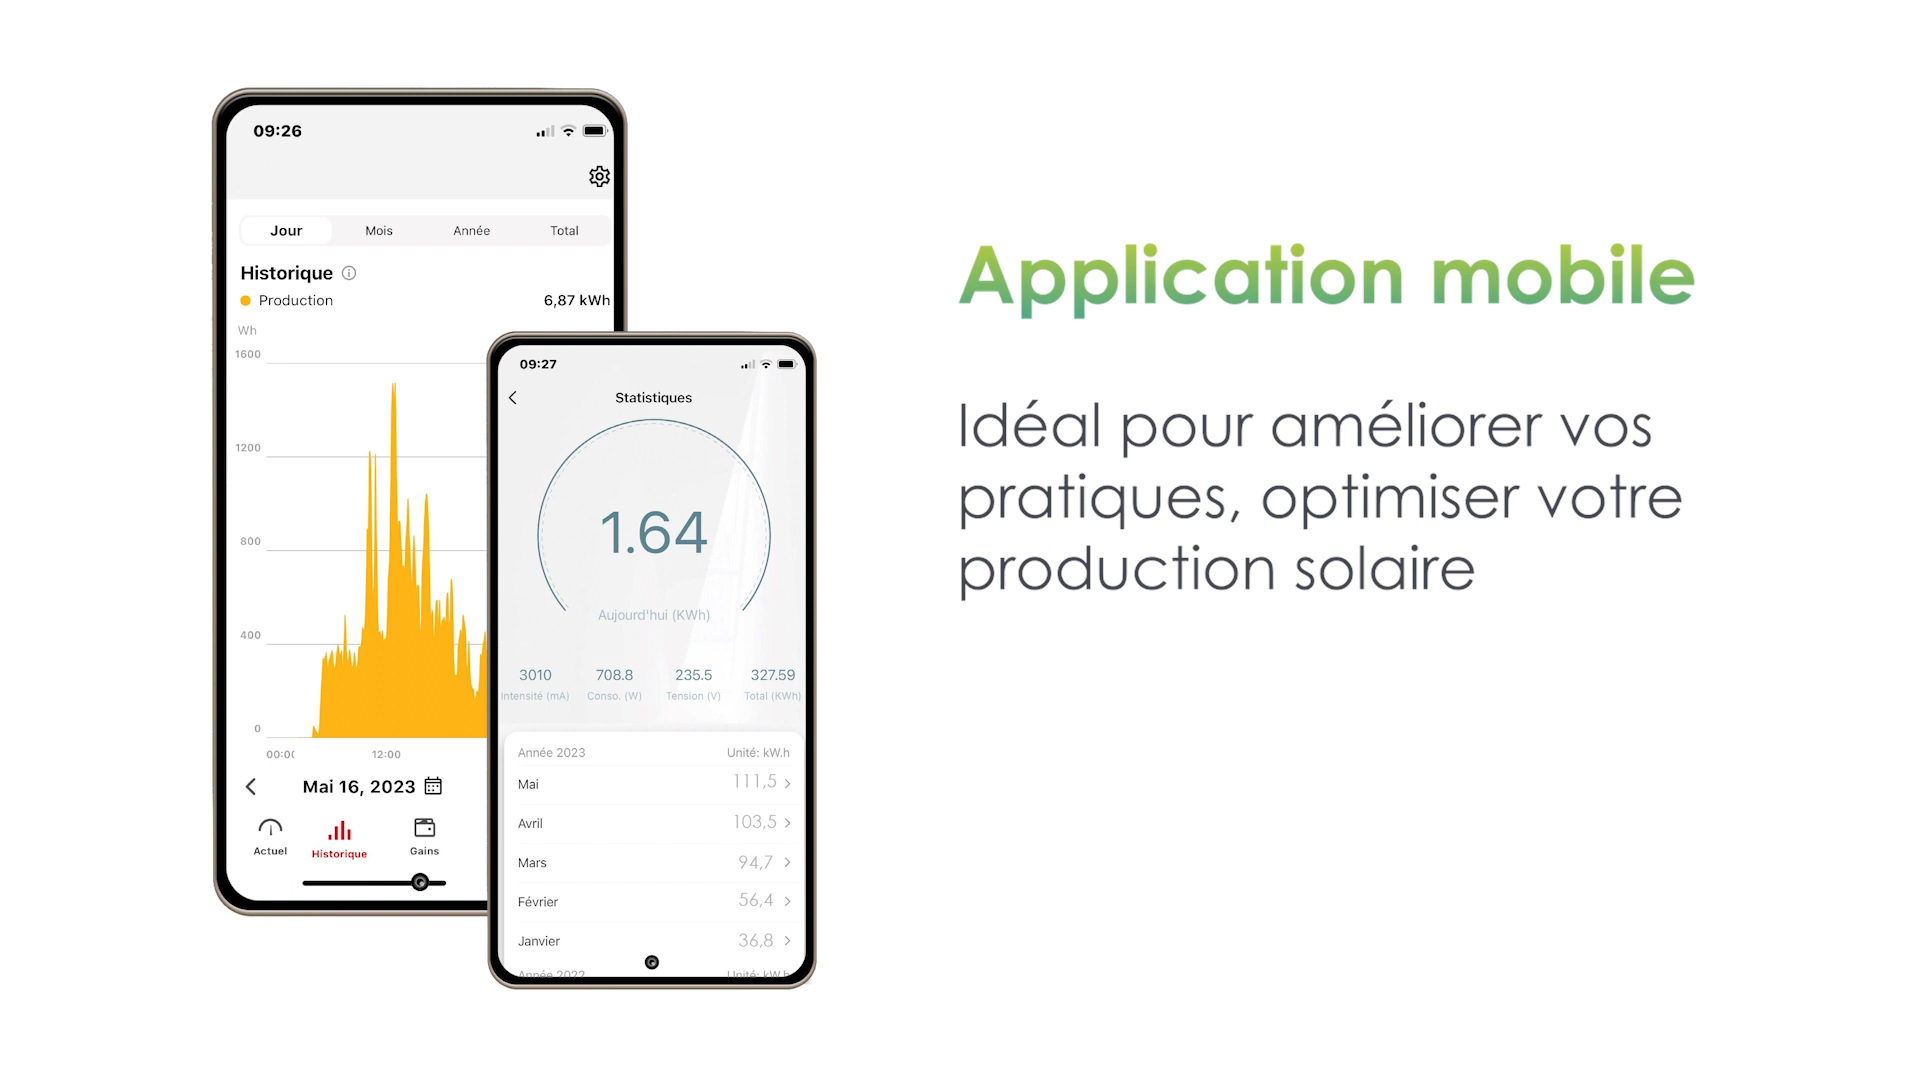 09:26
Jour Mois Année Total
Historique
Production 6,87 kWh
Wh
1600
1200
800
400
0
12:00
Mai 16, 2023
Actuel Historique Gains
09:27
Statistiques
1.64
Aujourd'hui (KWh)
3010 708.8 235.5 327.59
Intensité (mA) Conso. (W) Tension (V) Total (KWh)
Année 2023 Unité: kW.h
Mai 111,5
Avril 103,5
Mars 94,7
Février 56,4
Janvier 36,8
Année 2022 Unité: kW.h
Application mobile
Idéal pour améliorer vos
pratiques, optimiser votre
production solaire